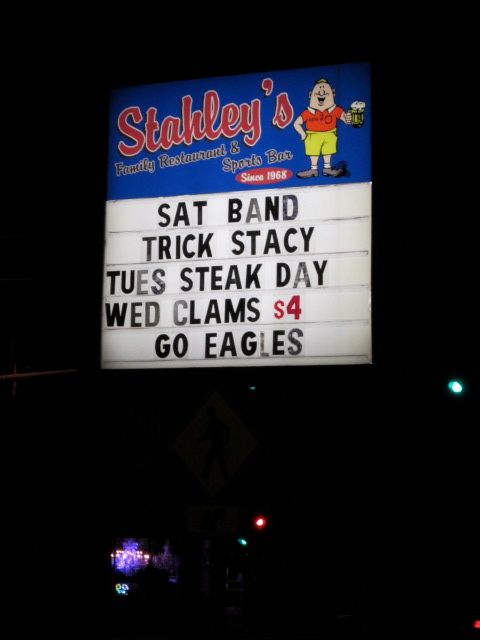 Stahley's
Family Restaurant &
Sports Bar
Since 1968
SAT BAND
TRICK STACY
TUES STEAK DAY
WED CLAMS $4
GO EAGLES